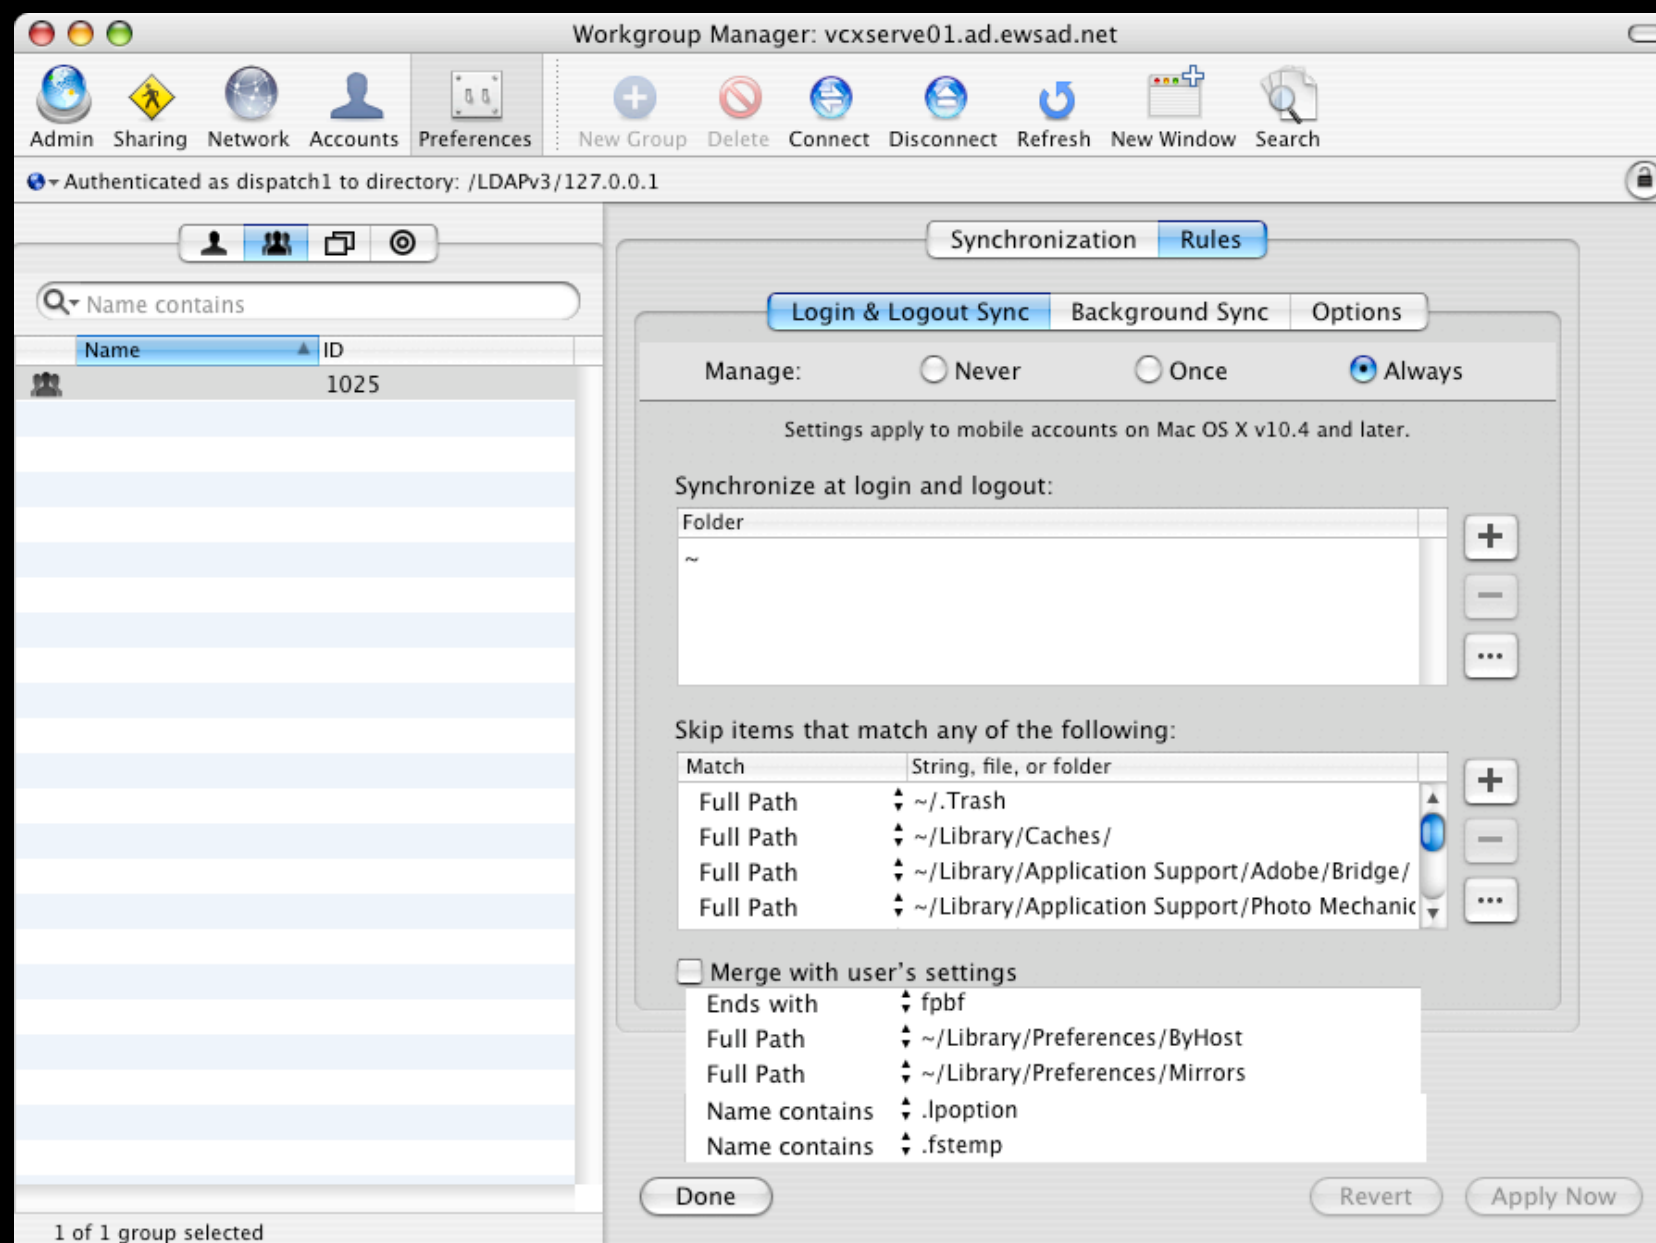 Workgroup Manager: vcxserve01.ad.ewsad.net
Admin Sharing Network Accounts Preferences New Group Delete Connect Disconnect Refresh New Window Search
Authenticated as dispatch1 to directory: /LDAPv3/127.0.0.1
Synchronization Rules
Name contains
Login & Logout Sync Background Sync Options
Name ID
1025
Manage: Never Once Always
Settings apply to mobile accounts on Mac OS X v10.4 and later.
Synchronize at login and logout:
Folder
~
Skip items that match any of the following:
Match String, file, or folder
Full Path ~/.Trash
Full Path ~/Library/Caches/
Full Path ~/Library/Application Support/Adobe/Bridge/
Full Path ~/Library/Application Support/Photo Mechanic
Merge with user's settings
Ends with fpbf
Full Path ~/Library/Preferences/ByHost
Full Path ~/Library/Preferences/Mirrors
Name contains .lpoption
Name contains .fstemp
Done Revert Apply Now
1 of 1 group selected